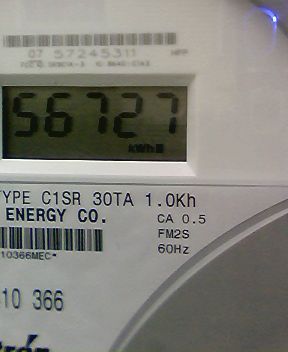 07 57245311
56727
kWh
TYPE C1SR 30TA 1.0Kh
ENERGY CO.
CA 0.5
FM2S
60Hz
10366MEC*
10 366